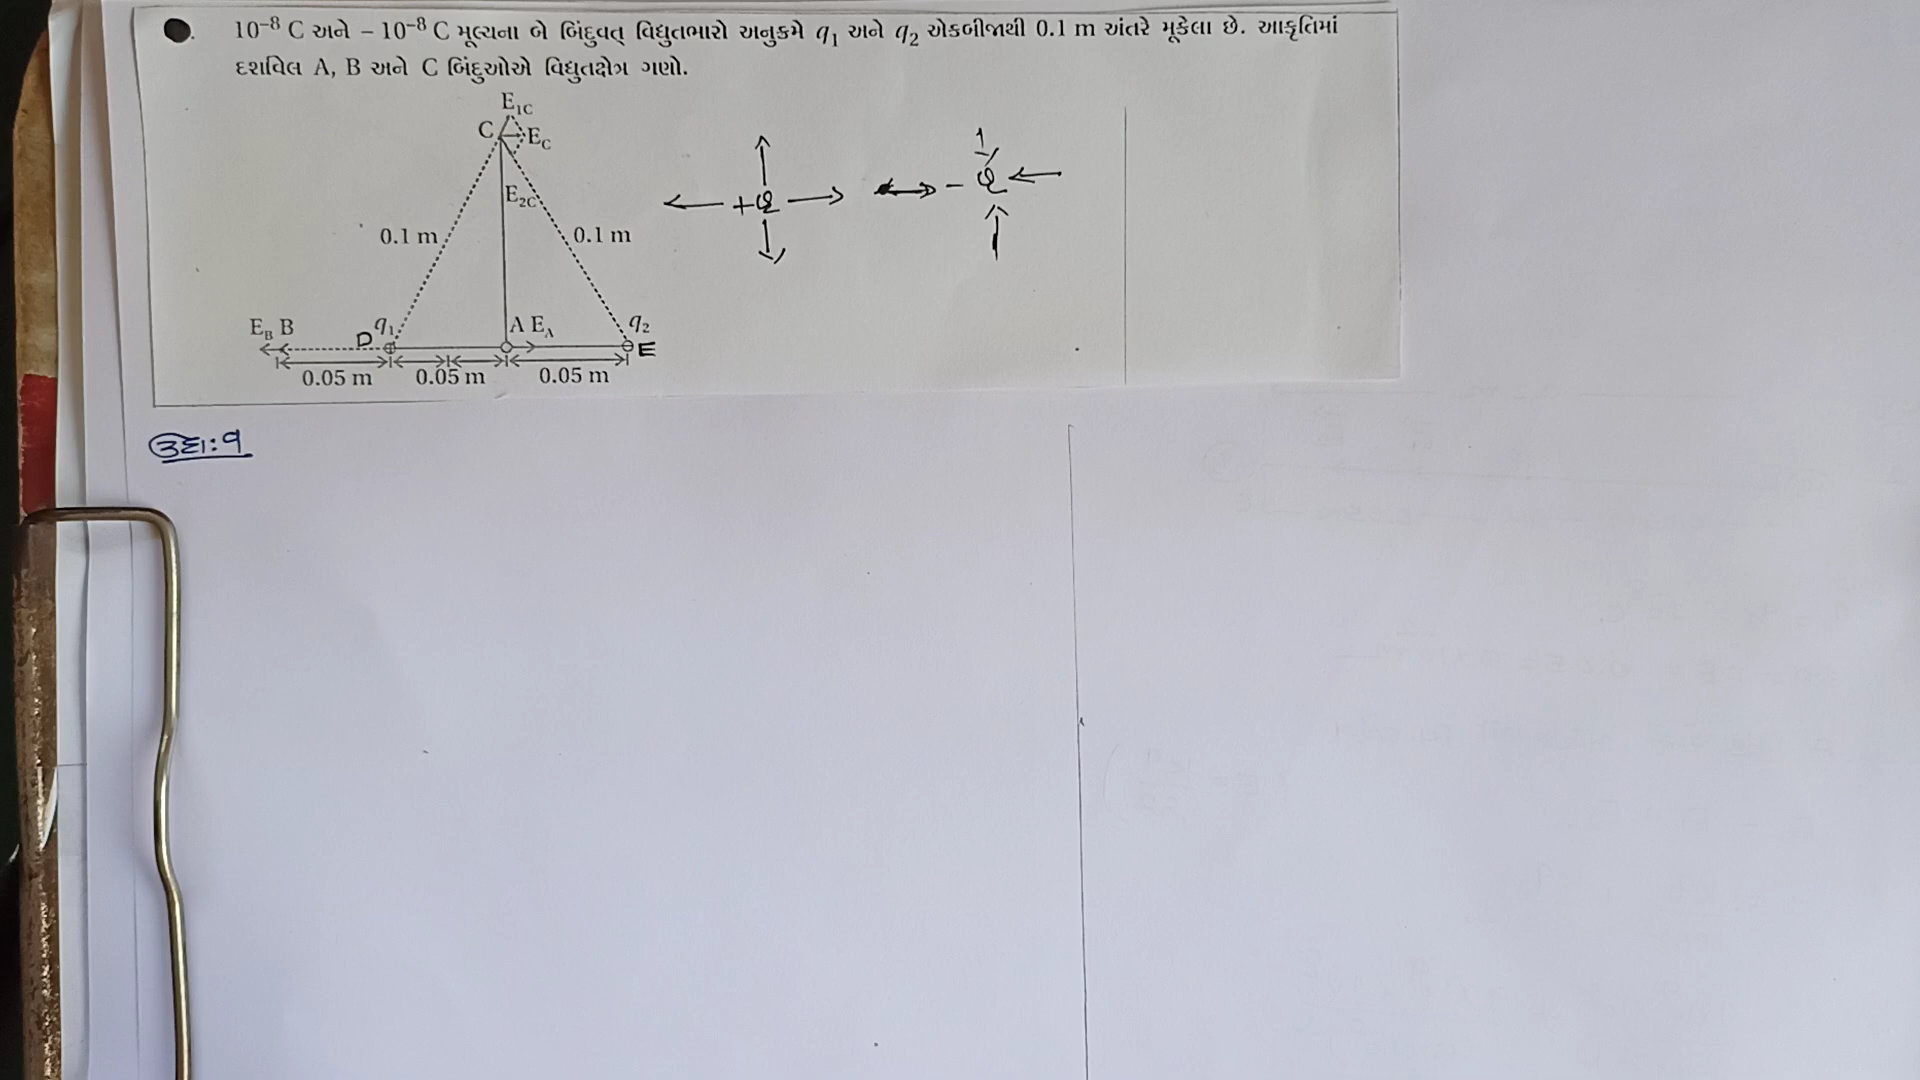 10⁻⁸ C અને – 10⁻⁸ C મૂલ્યના બે બિંદુવત્ વિદ્યુતભારો અનુક્રમે q₁ અને q₂ એકબીજાથી 0.1 m અંતરે મૂકેલા છે. આકૃતિમાં
દર્શાવેલ A, B અને C બિંદુઓએ વિદ્યુતક્ષેત્ર ગણો.
E₁C
C
EC
E₂C
0.1 m
0.1 m
+Q
– Q
EB B
D
q₁
A EA
q₂
E
0.05 m
0.05 m
0.05 m
ઉદા:૧